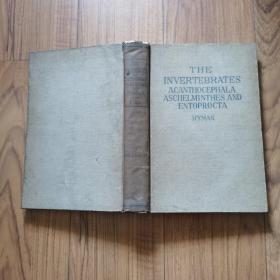 THE
INVERTEBRATES
ACANTHOCEPHALA
ASCHELMINTHES AND
ENTOPROCTA
HYMAN